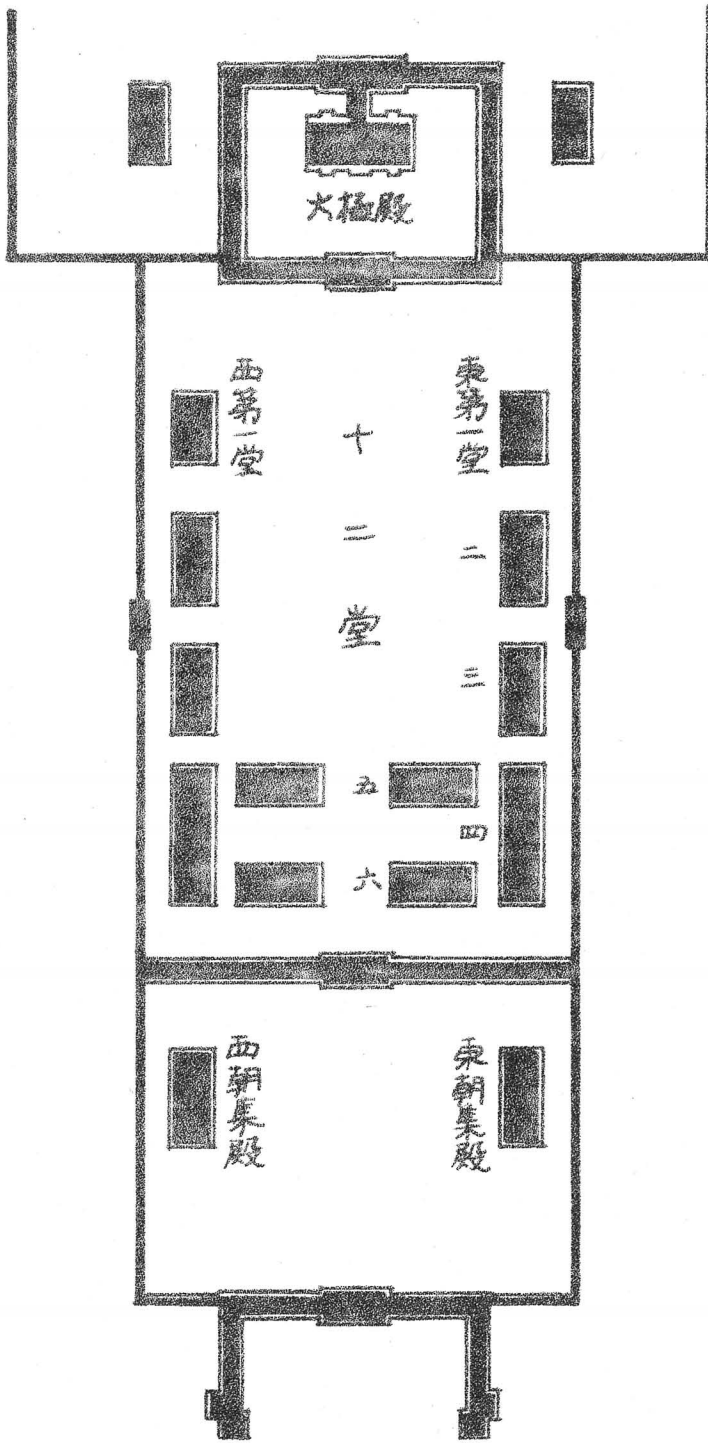 大極殿
西第一堂
十二堂
東第一堂
二
三
四
五
六
西朝集殿
東朝集殿